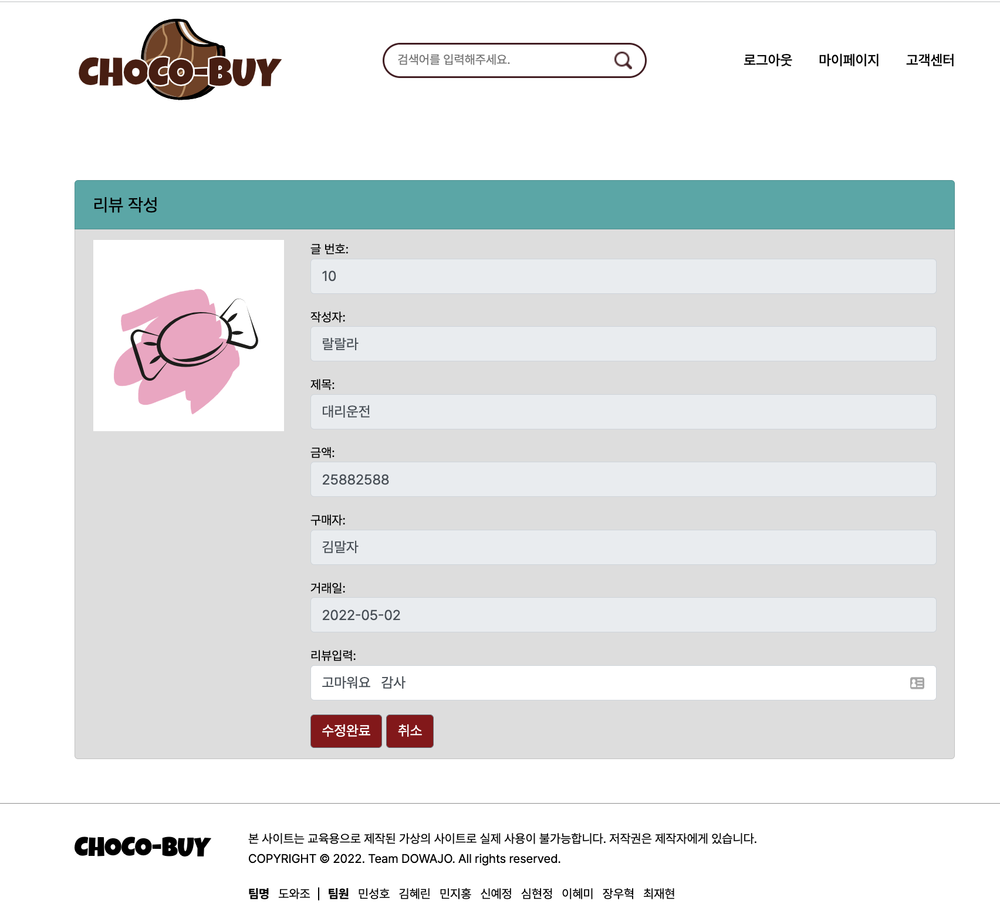 CHOCO-BUY
검색어를 입력해주세요.
로그아웃 마이페이지 고객센터
리뷰 작성
글 번호:
10
작성자:
랄랄라
제목:
대리운전
금액:
25882588
구매자:
김말자
거래일:
2022-05-02
리뷰입력:
고마워요 감사
수정완료 취소
CHOCO-BUY
본 사이트는 교육용으로 제작된 가상의 사이트로 실제 사용이 불가능합니다. 저작권은 제작자에게 있습니다.
COPYRIGHT © 2022. Team DOWAJO. All rights reserved.
팀명 도와조 | 팀원 민성호 김혜린 민지홍 신예정 심현정 이혜미 장우혁 최재현